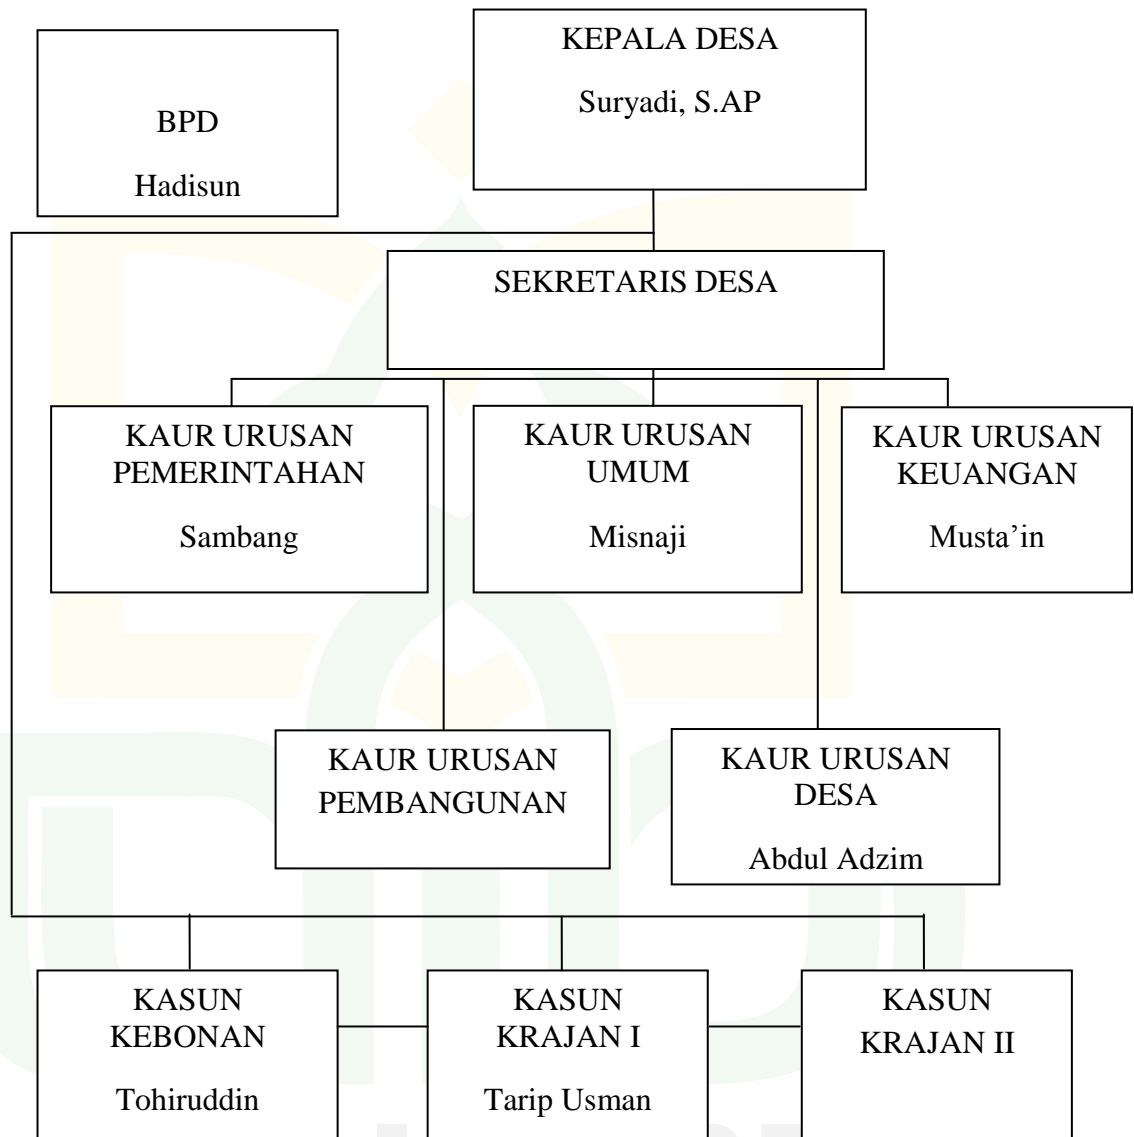 KEPALA DESA
Suryadi, S.AP
BPD
Hadisun
SEKRETARIS DESA
KAUR URUSAN
PEMERINTAHAN
Sambang
KAUR URUSAN
UMUM
Misnaji
KAUR URUSAN
KEUANGAN
Musta’in
KAUR URUSAN
PEMBANGUNAN
KAUR URUSAN
DESA
Abdul Adzim
KASUN
KEBONAN
Tohiruddin
KASUN
KRAJAN I
Tarip Usman
KASUN
KRAJAN II